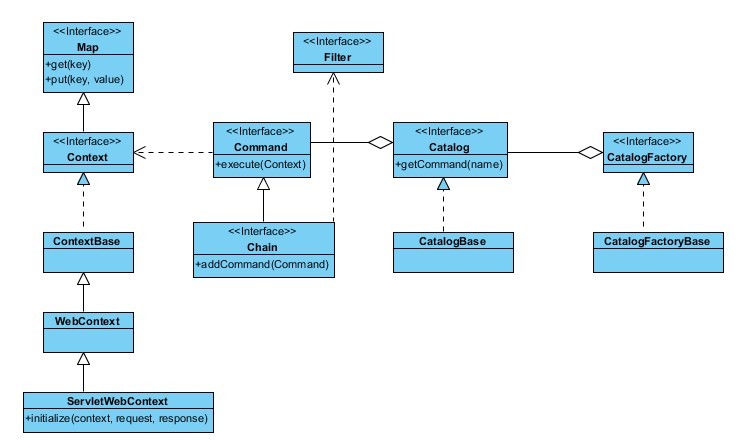 <<Interface>>
Map
+get(key)
+put(key, value)
<<Interface>>
Filter
<<Interface>>
Context
<<Interface>>
Command
+execute(Context)
<<Interface>>
Catalog
+getCommand(name)
<<Interface>>
CatalogFactory
<<Interface>>
Chain
+addCommand(Command)
ContextBase
CatalogBase
CatalogFactoryBase
WebContext
ServletWebContext
+initialize(context, request, response)